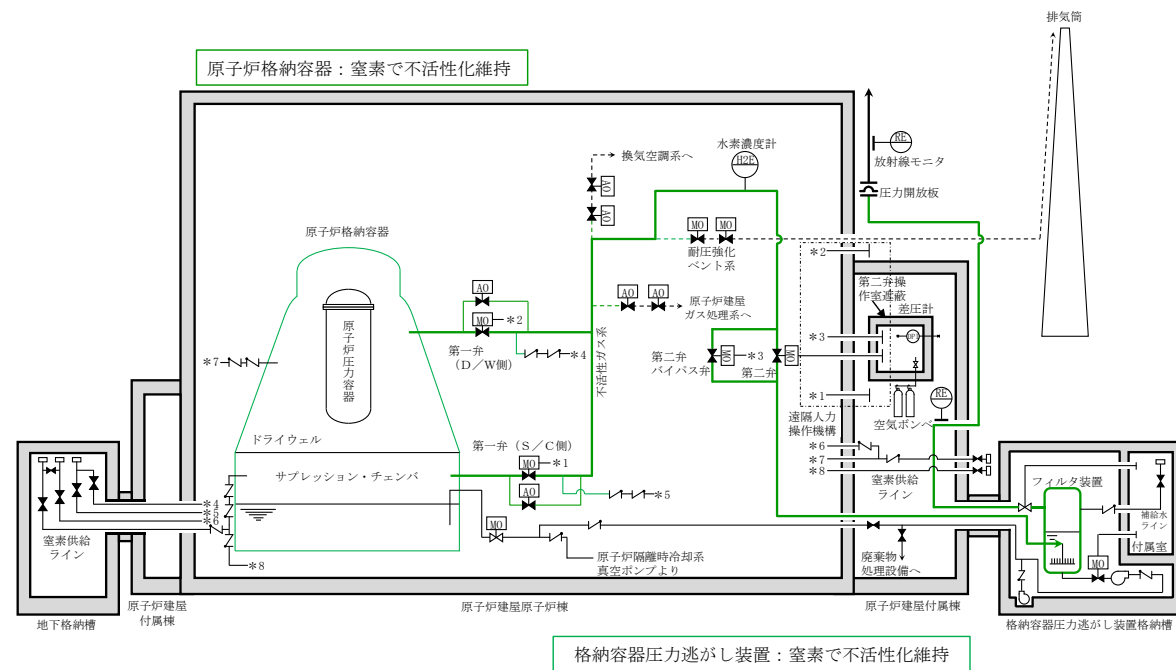 排気筒
原子炉格納容器：窒素で不活性化維持
水素濃度計
H2E
RE
放射線モニタ
換気空調系へ
AO
AO
圧力開放板
原子炉格納容器
MO
MO
耐圧強化
ベント系
＊2
第二弁操
作室遮蔽
差圧計
AO
MO
＊2
第一弁
（D／W側）
＊4
AO
AO
原子炉建屋
ガス処理系へ
不活性ガス系
原子炉圧力容器
＊7
第二弁
バイパス弁
MO
＊3
第二弁
MO
＊3
＊1
遠隔人力
操作機構
空気ボンベ
RE
ドライウェル
第一弁（S／C側）
MO
＊1
AO
＊5
サプレッション・チェンバ
＊6
＊7
＊8
窒素供給
ライン
フィルタ装置
補給水
ライン
付属室
MO
＊4
＊5
＊6
窒素供給
ライン
＊8
MO
原子炉隔離時冷却系
真空ポンプより
廃棄物
処理設備へ
地下格納槽
原子炉建屋
付属棟
原子炉建屋原子炉棟
原子炉建屋付属棟
格納容器圧力逃がし装置格納槽
格納容器圧力逃がし装置：窒素で不活性化維持